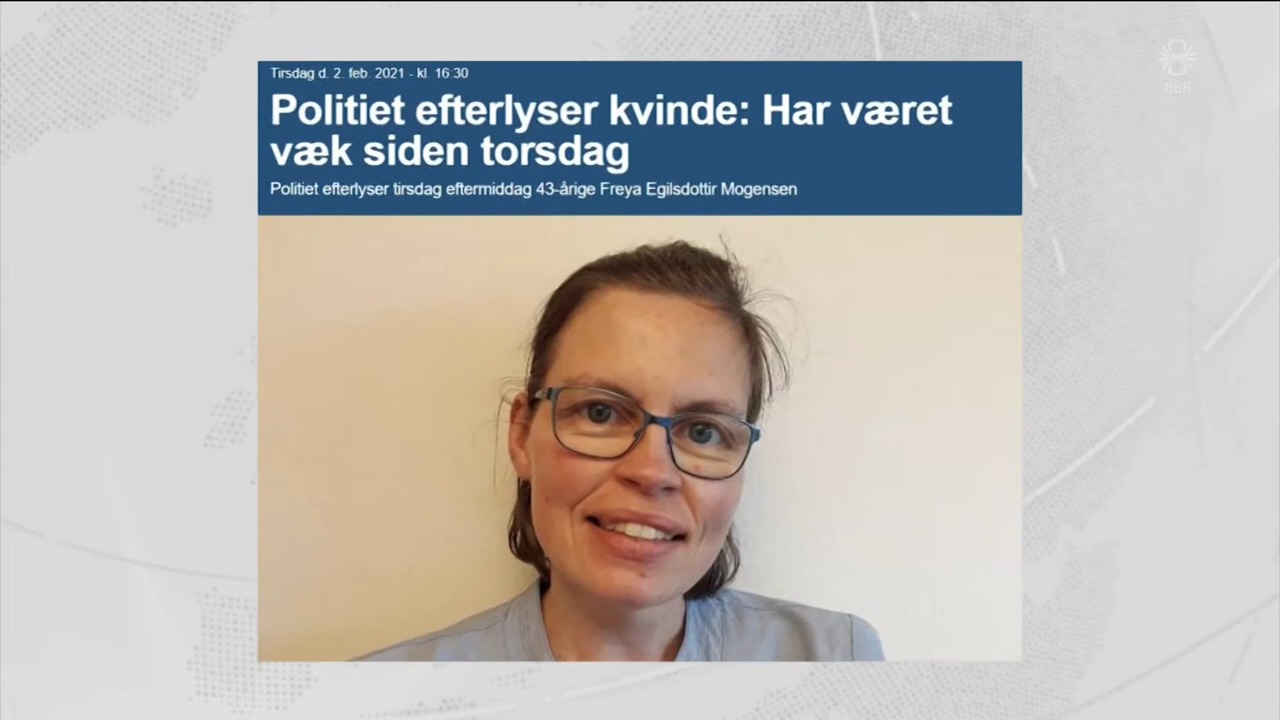 Tirsdag d. 2. feb. 2021 - kl. 16:30
Politiet efterlyser kvinde: Har været
væk siden torsdag
Politiet efterlyser tirsdag eftermiddag 43-årige Freya Egilsdottir Mogensen
888